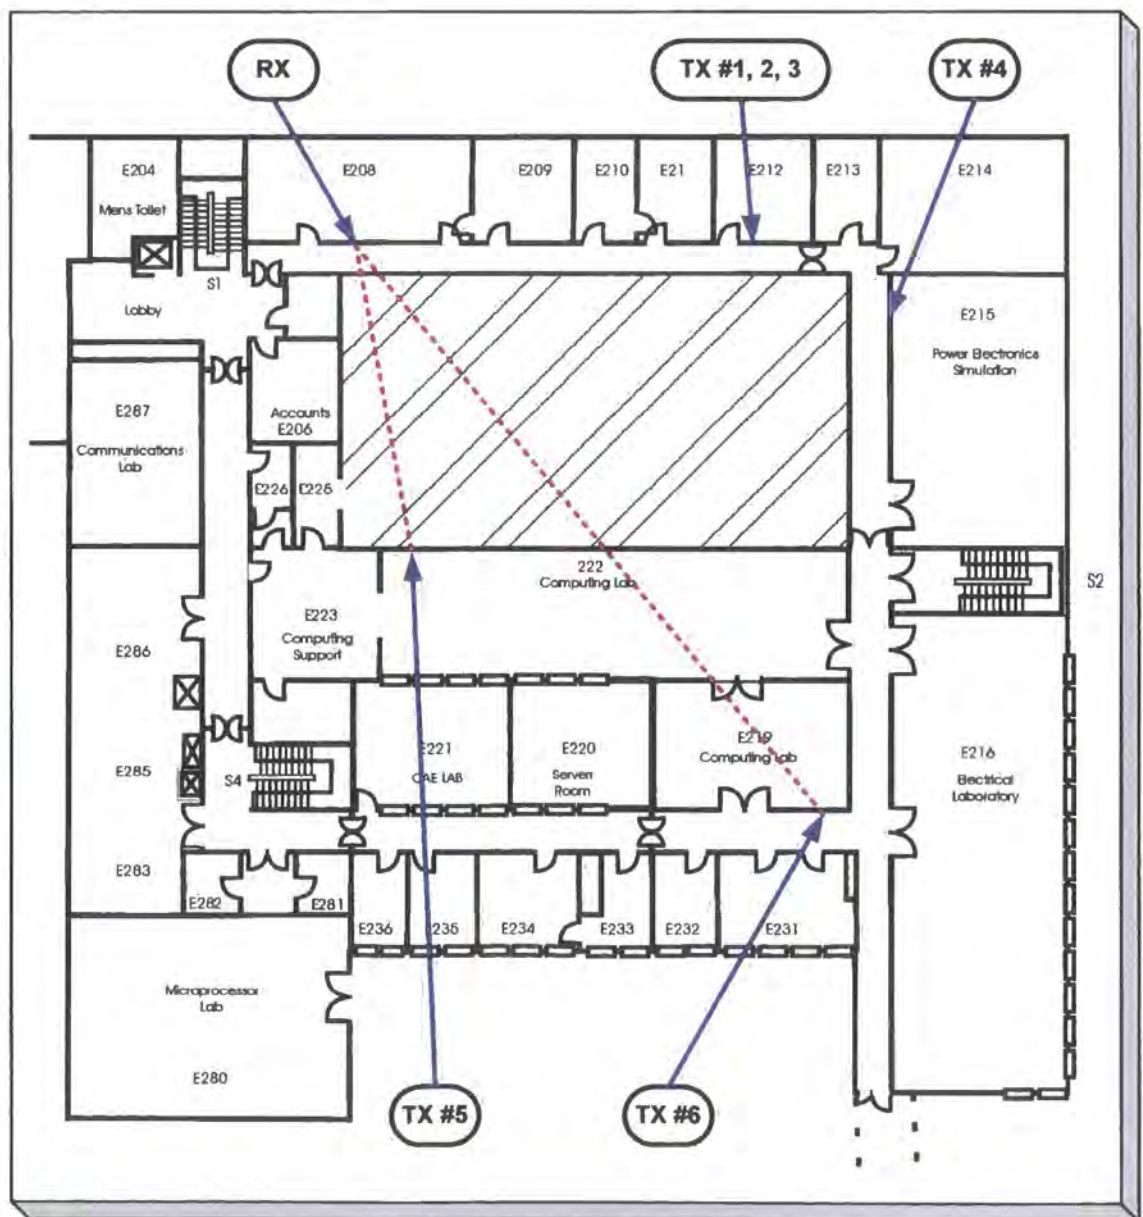 RX
TX #1, 2, 3
TX #4
E204
Mens Toilet
E208
E209
E210
E21
E212
E213
E214
S1
Lobby
E215
Power Electronics
Simulation
E287
Communications
Lab
Accounts
E206
E226
E225
222
Computing Lab
S2
E223
Computing
Support
E286
E221
CAE LAB
E220
Serverr
Room
E219
Computing Lab
E216
Electrical
Laboratory
E285
S4
E283
E282
E281
E236
E235
E234
E233
E232
E231
Microprocessor
Lab
E280
TX #5
TX #6